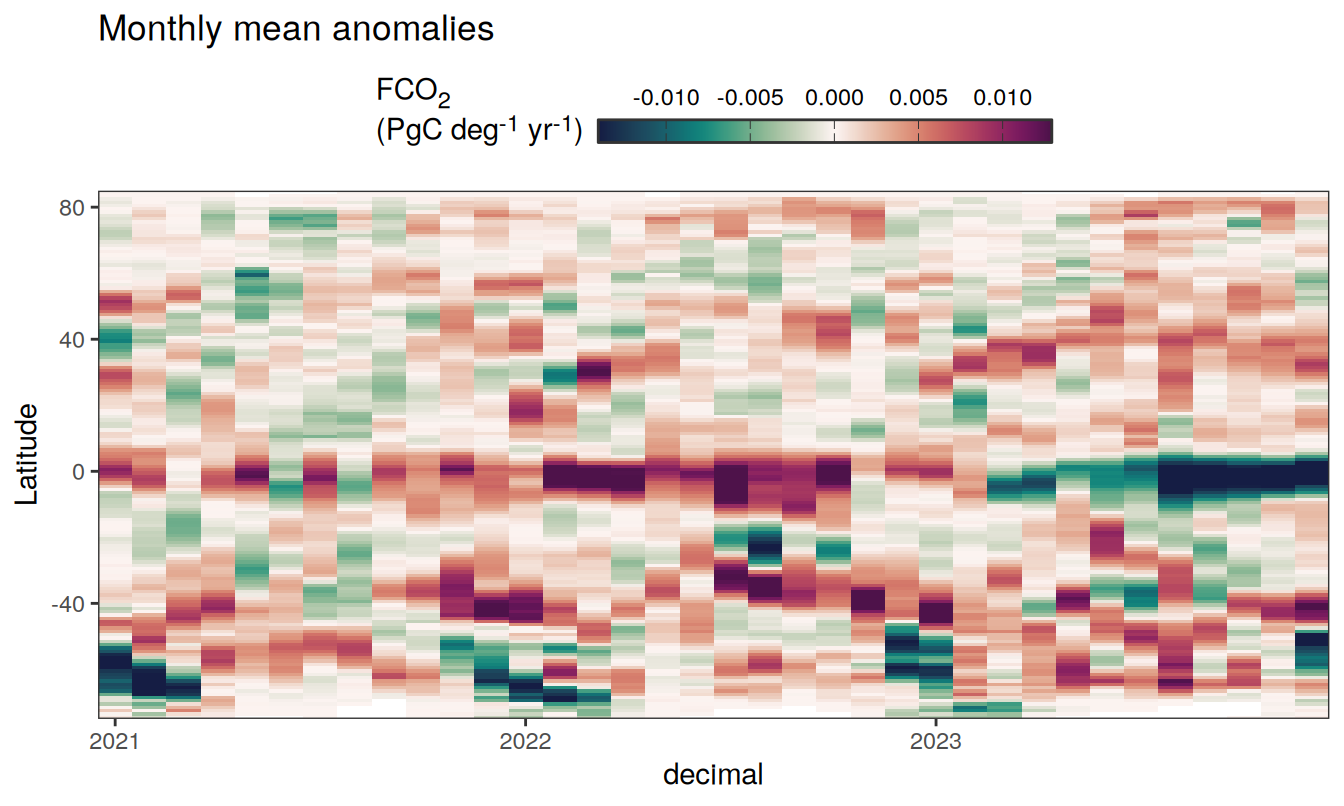 Monthly mean anomalies
FCO₂
(PgC deg⁻¹ yr⁻¹)
-0.010 -0.005 0.000 0.005 0.010
Latitude
80
40
0
-40
2021 2022 2023
decimal